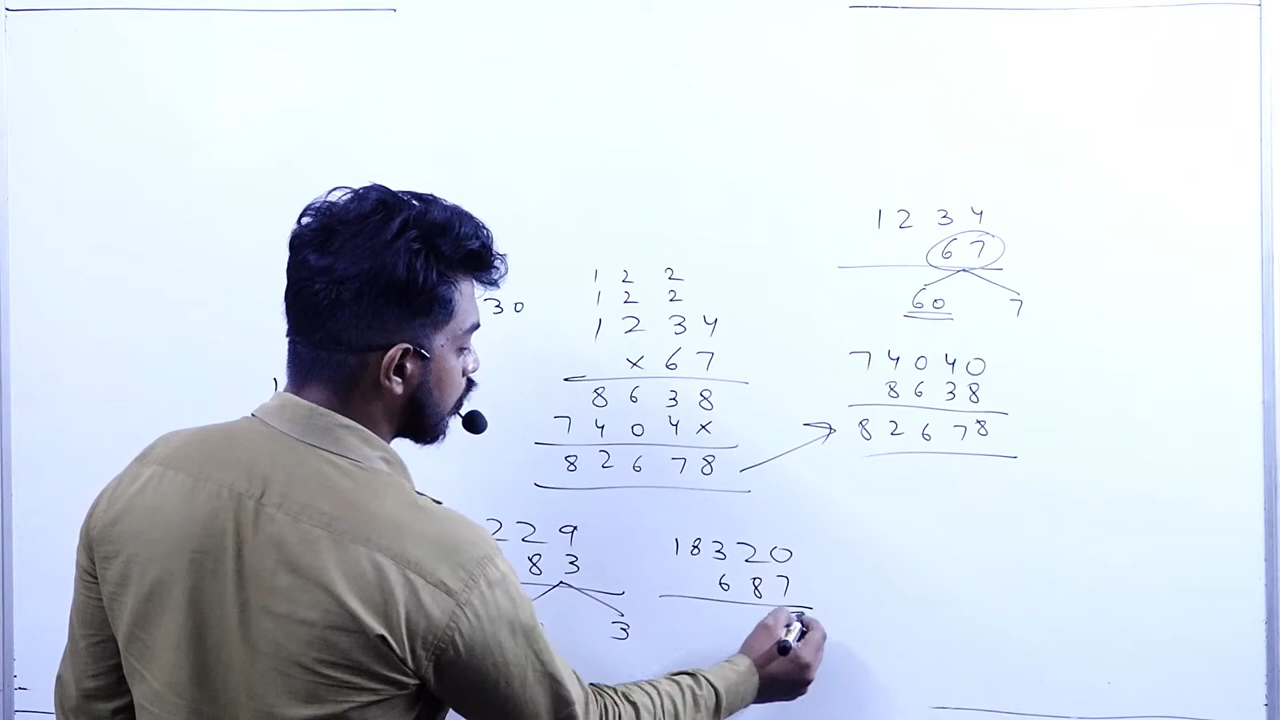 30
1 2 2
1 2 2
1 2 3 4
x 6 7
8 6 3 8
7 4 0 4 x
8 2 6 7 8
1 2 3 4
6 7
60 7
7 4 0 4 0
8 6 3 8
8 2 6 7 8
2 2 9
8 3
3
1 8 3 2 0
6 8 7